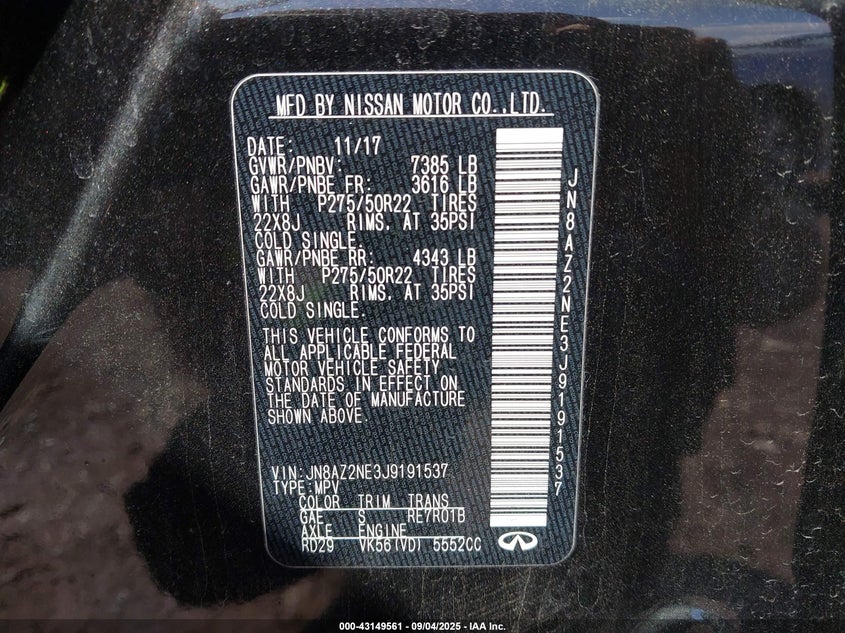 MFD BY NISSAN MOTOR CO.,LTD.
DATE: 11/17
GVWR/PNBV: 7385 LB
GAWR/PNBE FR: 3616 LB
WITH P275/50R22 TIRES
22X8J RIMS. AT 35PSI
COLD SINGLE.
GAWR/PNBE RR: 4343 LB
WITH P275/50R22 TIRES
22X8J RIMS. AT 35PSI
COLD SINGLE.
THIS VEHICLE CONFORMS TO
ALL APPLICABLE FEDERAL
MOTOR VEHICLE SAFETY
STANDARDS IN EFFECT ON
THE DATE OF MANUFACTURE
SHOWN ABOVE.
VIN:JN8AZ2NE3J9191537
TYPE:MPV
COLOR TRIM TRANS
GAE S RE7R01B
AXLE ENGINE
RD29 VK56(VD) 5552CC
JN8AZ2NE3J9191537
000-43149561 - 09/04/2025 - IAA Inc.